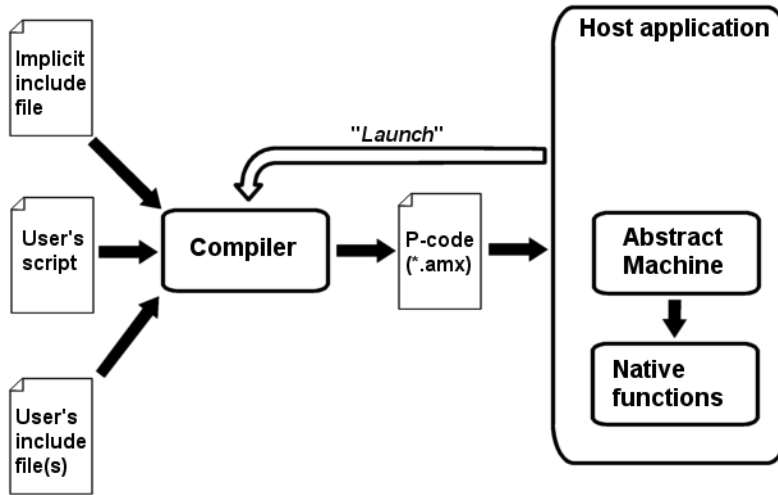 Implicit
include
file
User's
script
User's
include
file(s)
"Launch"
Compiler
P-code
(*.amx)
Host application
Abstract
Machine
Native
functions